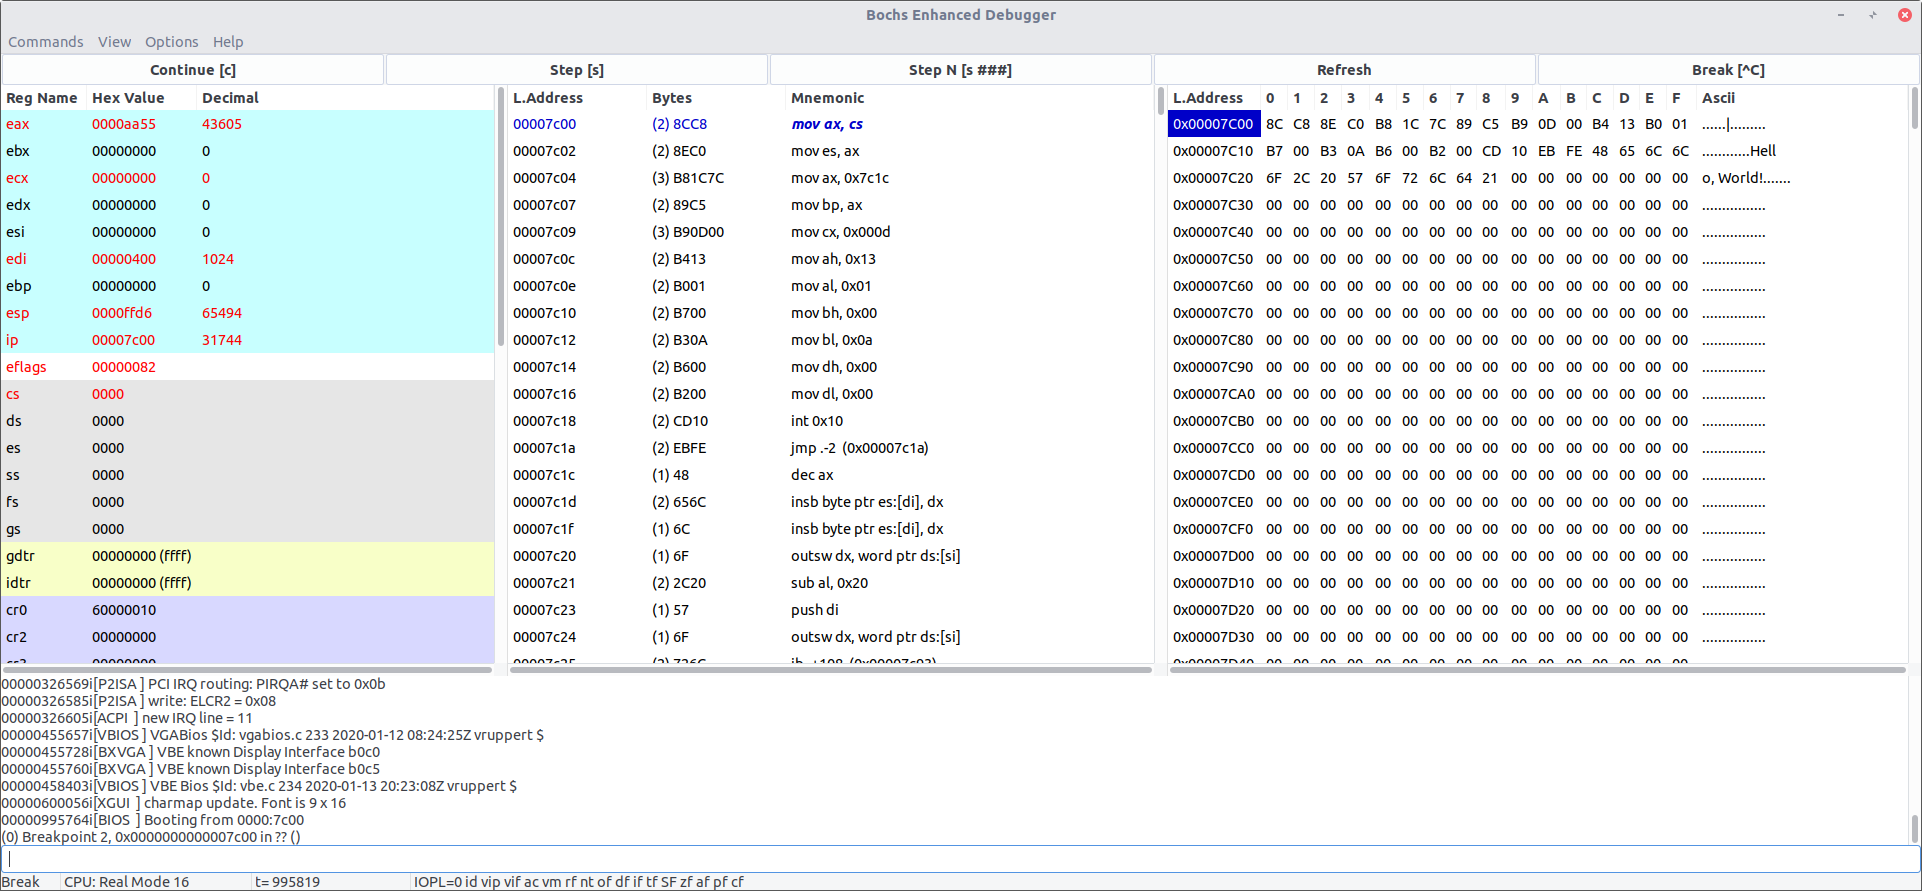 Bochs Enhanced Debugger
Commands View Options Help
Continue [c] Step [s] Step N [s ###] Refresh Break [^C]
Reg Name Hex Value Decimal
eax 0000aa55 43605
ebx 00000000 0
ecx 00000000 0
edx 00000000 0
esi 00000000 0
edi 00000400 1024
ebp 00000000 0
esp 0000ffd6 65494
ip 00007c00 31744
eflags 00000082
cs 0000
ds 0000
es 0000
ss 0000
fs 0000
gs 0000
gdtr 00000000 (ffff)
idtr 00000000 (ffff)
cr0 60000010
cr2 00000000
cr3 00000000
L.Address Bytes Mnemonic
00007c00 (2) 8CC8 mov ax, cs
00007c02 (2) 8EC0 mov es, ax
00007c04 (3) B81C7C mov ax, 0x7c1c
00007c07 (2) 89C5 mov bp, ax
00007c09 (3) B90D00 mov cx, 0x000d
00007c0c (2) B413 mov ah, 0x13
00007c0e (2) B001 mov al, 0x01
00007c10 (2) B700 mov bh, 0x00
00007c12 (2) B30A mov bl, 0x0a
00007c14 (2) B600 mov dh, 0x00
00007c16 (2) B200 mov dl, 0x00
00007c18 (2) CD10 int 0x10
00007c1a (2) EBFE jmp .-2 (0x00007c1a)
00007c1c (1) 48 dec ax
00007c1d (2) 656C insb byte ptr es:[di], dx
00007c1f (1) 6C insb byte ptr es:[di], dx
00007c20 (1) 6F outsw dx, word ptr ds:[si]
00007c21 (2) 2C20 sub al, 0x20
00007c23 (1) 57 push di
00007c24 (1) 6F outsw dx, word ptr ds:[si]
00007c25 (2) 726C jb .+108 (0x00007c93)
L.Address 0 1 2 3 4 5 6 7 8 9 A B C D E F Ascii
0x00007C00 8C C8 8E C0 B8 1C 7C 89 C5 B9 0D 00 B4 13 B0 01 ......|.........
0x00007C10 B7 00 B3 0A B6 00 B2 00 CD 10 EB FE 48 65 6C 6C ............Hell
0x00007C20 6F 2C 20 57 6F 72 6C 64 21 00 00 00 00 00 00 00 o, World!.......
0x00007C30 00 00 00 00 00 00 00 00 00 00 00 00 00 00 00 00 ................
0x00007C40 00 00 00 00 00 00 00 00 00 00 00 00 00 00 00 00 ................
0x00007C50 00 00 00 00 00 00 00 00 00 00 00 00 00 00 00 00 ................
0x00007C60 00 00 00 00 00 00 00 00 00 00 00 00 00 00 00 00 ................
0x00007C70 00 00 00 00 00 00 00 00 00 00 00 00 00 00 00 00 ................
0x00007C80 00 00 00 00 00 00 00 00 00 00 00 00 00 00 00 00 ................
0x00007C90 00 00 00 00 00 00 00 00 00 00 00 00 00 00 00 00 ................
0x00007CA0 00 00 00 00 00 00 00 00 00 00 00 00 00 00 00 00 ................
0x00007CB0 00 00 00 00 00 00 00 00 00 00 00 00 00 00 00 00 ................
0x00007CC0 00 00 00 00 00 00 00 00 00 00 00 00 00 00 00 00 ................
0x00007CD0 00 00 00 00 00 00 00 00 00 00 00 00 00 00 00 00 ................
0x00007CE0 00 00 00 00 00 00 00 00 00 00 00 00 00 00 00 00 ................
0x00007CF0 00 00 00 00 00 00 00 00 00 00 00 00 00 00 00 00 ................
0x00007D00 00 00 00 00 00 00 00 00 00 00 00 00 00 00 00 00 ................
0x00007D10 00 00 00 00 00 00 00 00 00 00 00 00 00 00 00 00 ................
0x00007D20 00 00 00 00 00 00 00 00 00 00 00 00 00 00 00 00 ................
0x00007D30 00 00 00 00 00 00 00 00 00 00 00 00 00 00 00 00 ................
0x00007D40 00 00 00 00 00 00 00 00 00 00 00 00 00 00 00 00
00000326569i[P2ISA ] PCI IRQ routing: PIRQA# set to 0x0b
00000326585i[P2ISA ] write: ELCR2 = 0x08
00000326605i[ACPI ] new IRQ line = 11
00000455657i[VBIOS ] VGABios $Id: vgabios.c 233 2020-01-12 08:24:25Z vruppert $
00000455728i[BXVGA ] VBE known Display Interface b0c0
00000455760i[BXVGA ] VBE known Display Interface b0c5
00000458403i[VBIOS ] VBE Bios $Id: vbe.c 234 2020-01-13 20:23:08Z vruppert $
00000600056i[XGUI ] charmap update. Font is 9 x 16
00000995764i[BIOS ] Booting from 0000:7c00
(0) Breakpoint 2, 0x0000000000007c00 in ?? ()
Break CPU: Real Mode 16 t= 995819 IOPL=0 id vip vif ac vm rf nt of df if tf SF zf af pf cf